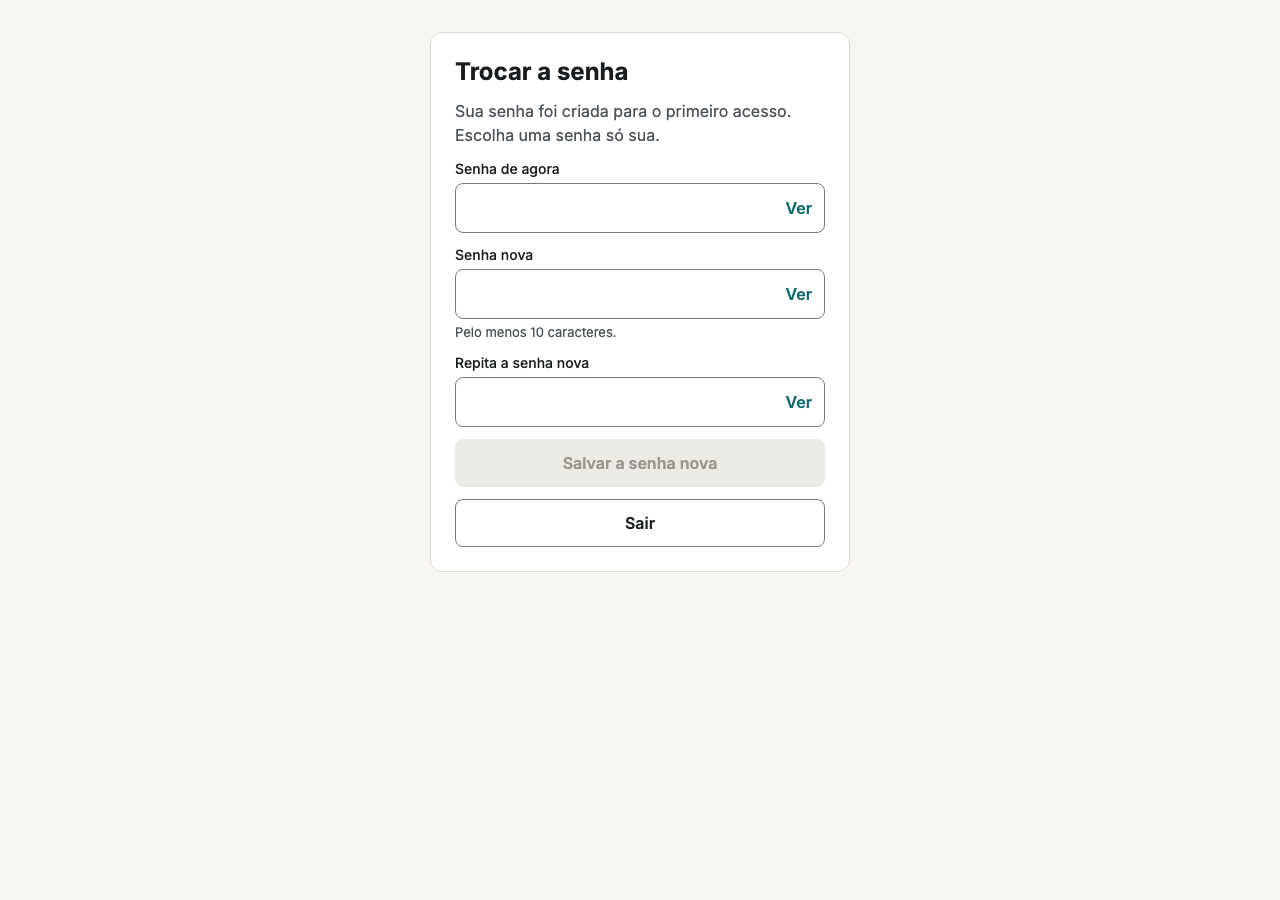 Trocar a senha
Sua senha foi criada para o primeiro acesso.
Escolha uma senha só sua.
Senha de agora
Ver
Senha nova
Ver
Pelo menos 10 caracteres.
Repita a senha nova
Ver
Salvar a senha nova
Sair